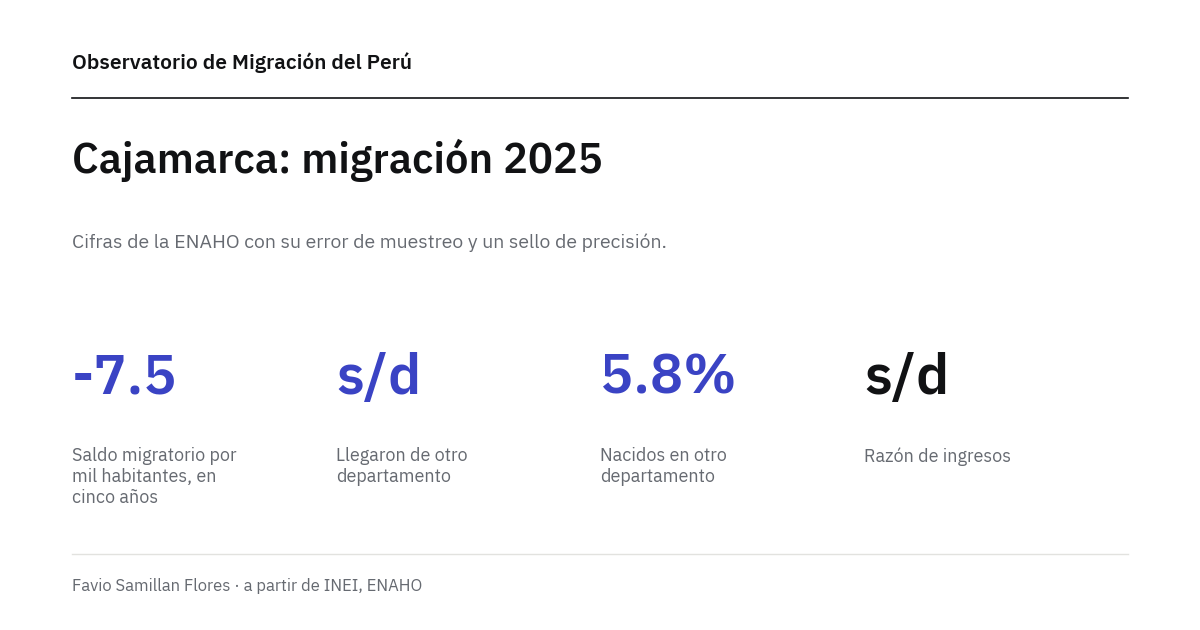 Observatorio de Migración del Perú
Cajamarca: migración 2025
Cifras de la ENAHO con su error de muestreo y un sello de precisión.
-7.5
Saldo migratorio por
mil habitantes, en
cinco años
s/d
Llegaron de otro
departamento
5.8%
Nacidos en otro
departamento
s/d
Razón de ingresos
Favio Samillan Flores · a partir de INEI, ENAHO